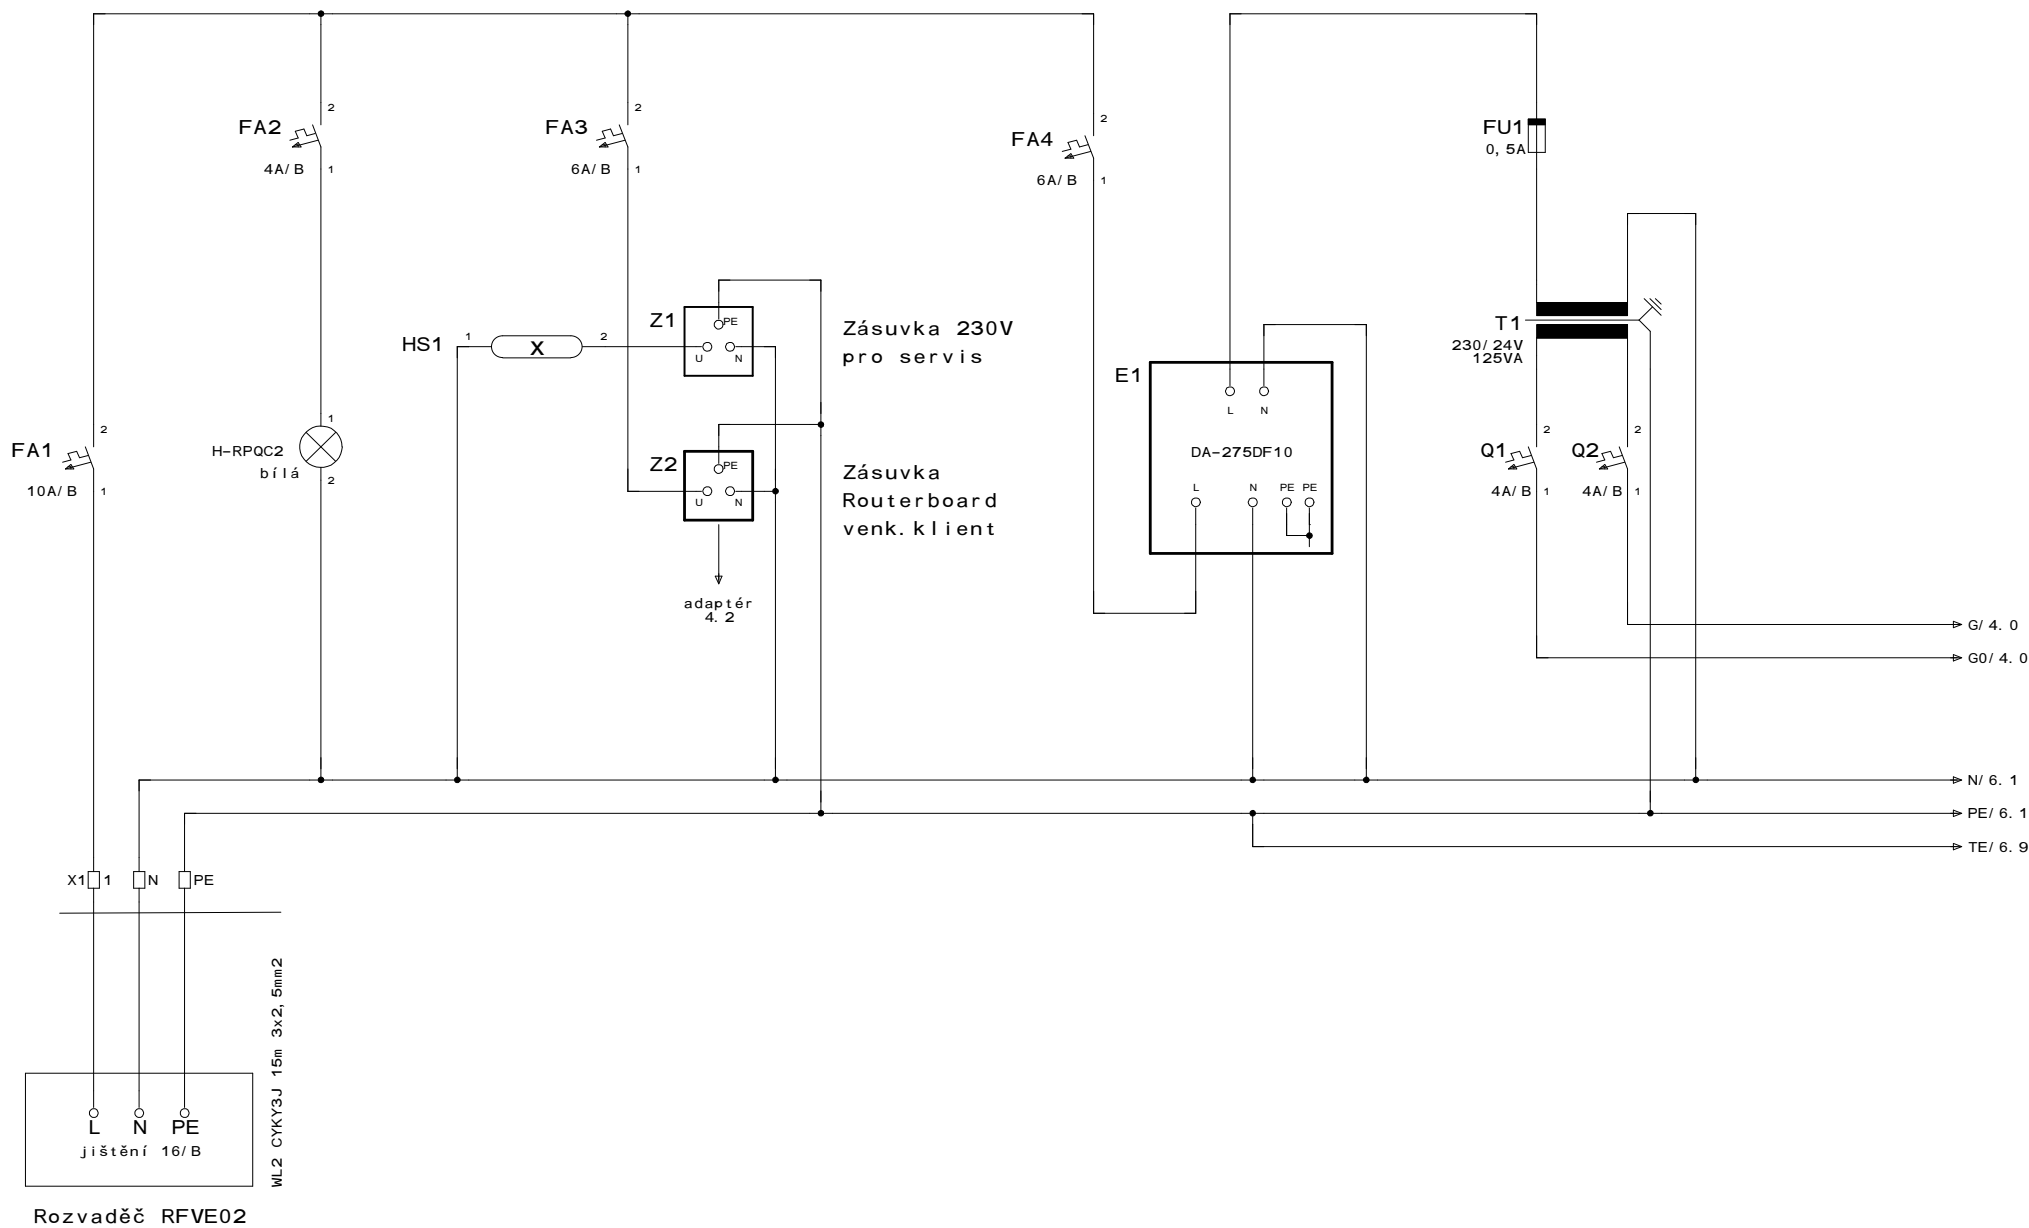 2
2
2
FA2
FA3
FA4
FU1
0,5A
4A/B 1
6A/B 1
6A/B 1
Z1
PE
U N
Zásuvka 230V
pro servis
HS1
1 X 2
T1
230/24V
125VA
E1
L N
DA-275DF10
L N PE PE
2
FA1
10A/B 1
1
H-RPQC2
bílá
2
Z2
PE
U N
Zásuvka
Routerboard
venk.klient
adaptér
4.2
2 2
Q1 Q2
4A/B 1 4A/B 1
G/4.0
G0/4.0
N/6.1
PE/6.1
TE/6.9
X1 1 N PE
WL2 CYKY3J 15m 3x2,5mm2
L N PE
jištění 16/B
Rozvaděč RFVE02